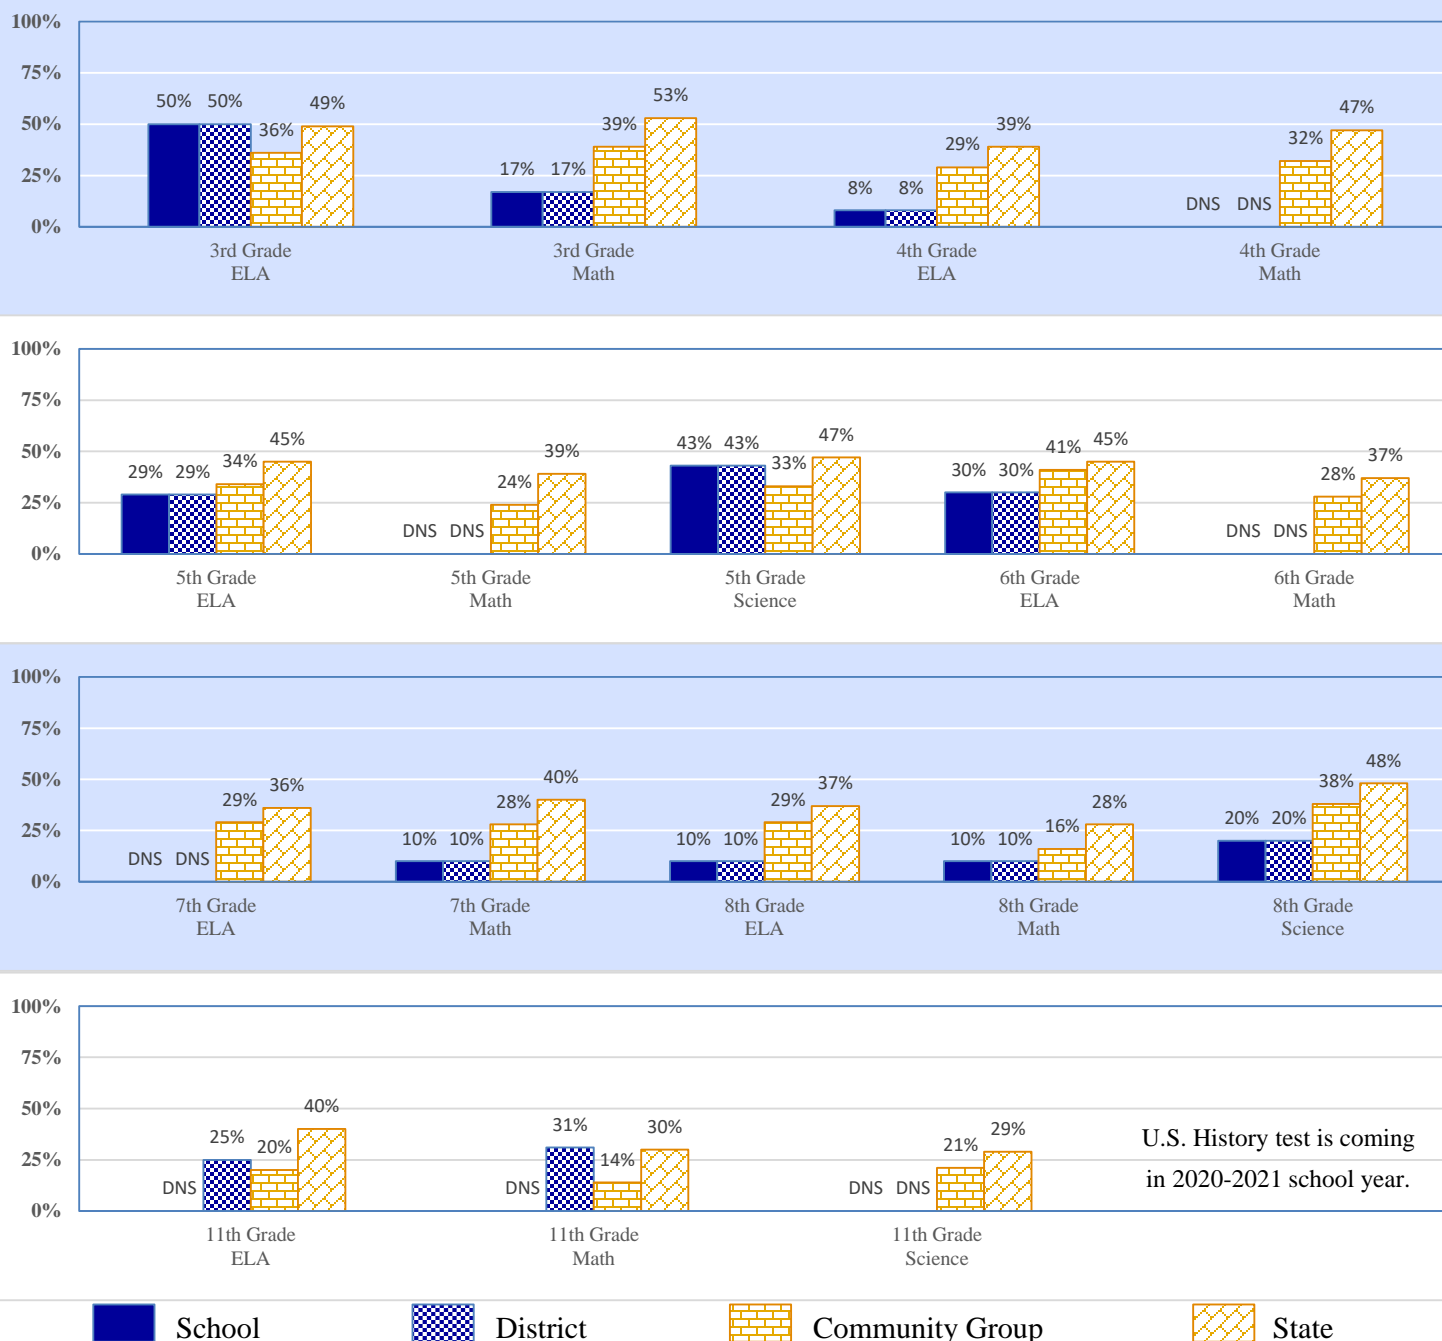 100%
75%
50%
25%
0%
50% 50% 36% 49%
17% 17% 39% 53%
8% 8% 29% 39%
DNS DNS 32% 47%
3rd Grade
ELA
3rd Grade
Math
4th Grade
ELA
4th Grade
Math
100%
75%
50%
25%
0%
29% 29% 34% 45%
DNS DNS 24% 39%
43% 43% 33% 47%
30% 30% 41% 45%
DNS DNS 28% 37%
5th Grade
ELA
5th Grade
Math
5th Grade
Science
6th Grade
ELA
6th Grade
Math
100%
75%
50%
25%
0%
DNS DNS 29% 36%
10% 10% 28% 40%
10% 10% 29% 37%
10% 10% 16% 28%
20% 20% 38% 48%
7th Grade
ELA
7th Grade
Math
8th Grade
ELA
8th Grade
Math
8th Grade
Science
100%
75%
50%
25%
0%
DNS 25% 20% 40%
DNS 31% 14% 30%
DNS DNS 21% 29%
U.S. History test is coming
in 2020-2021 school year.
11th Grade
ELA
11th Grade
Math
11th Grade
Science
School
District
Community Group
State